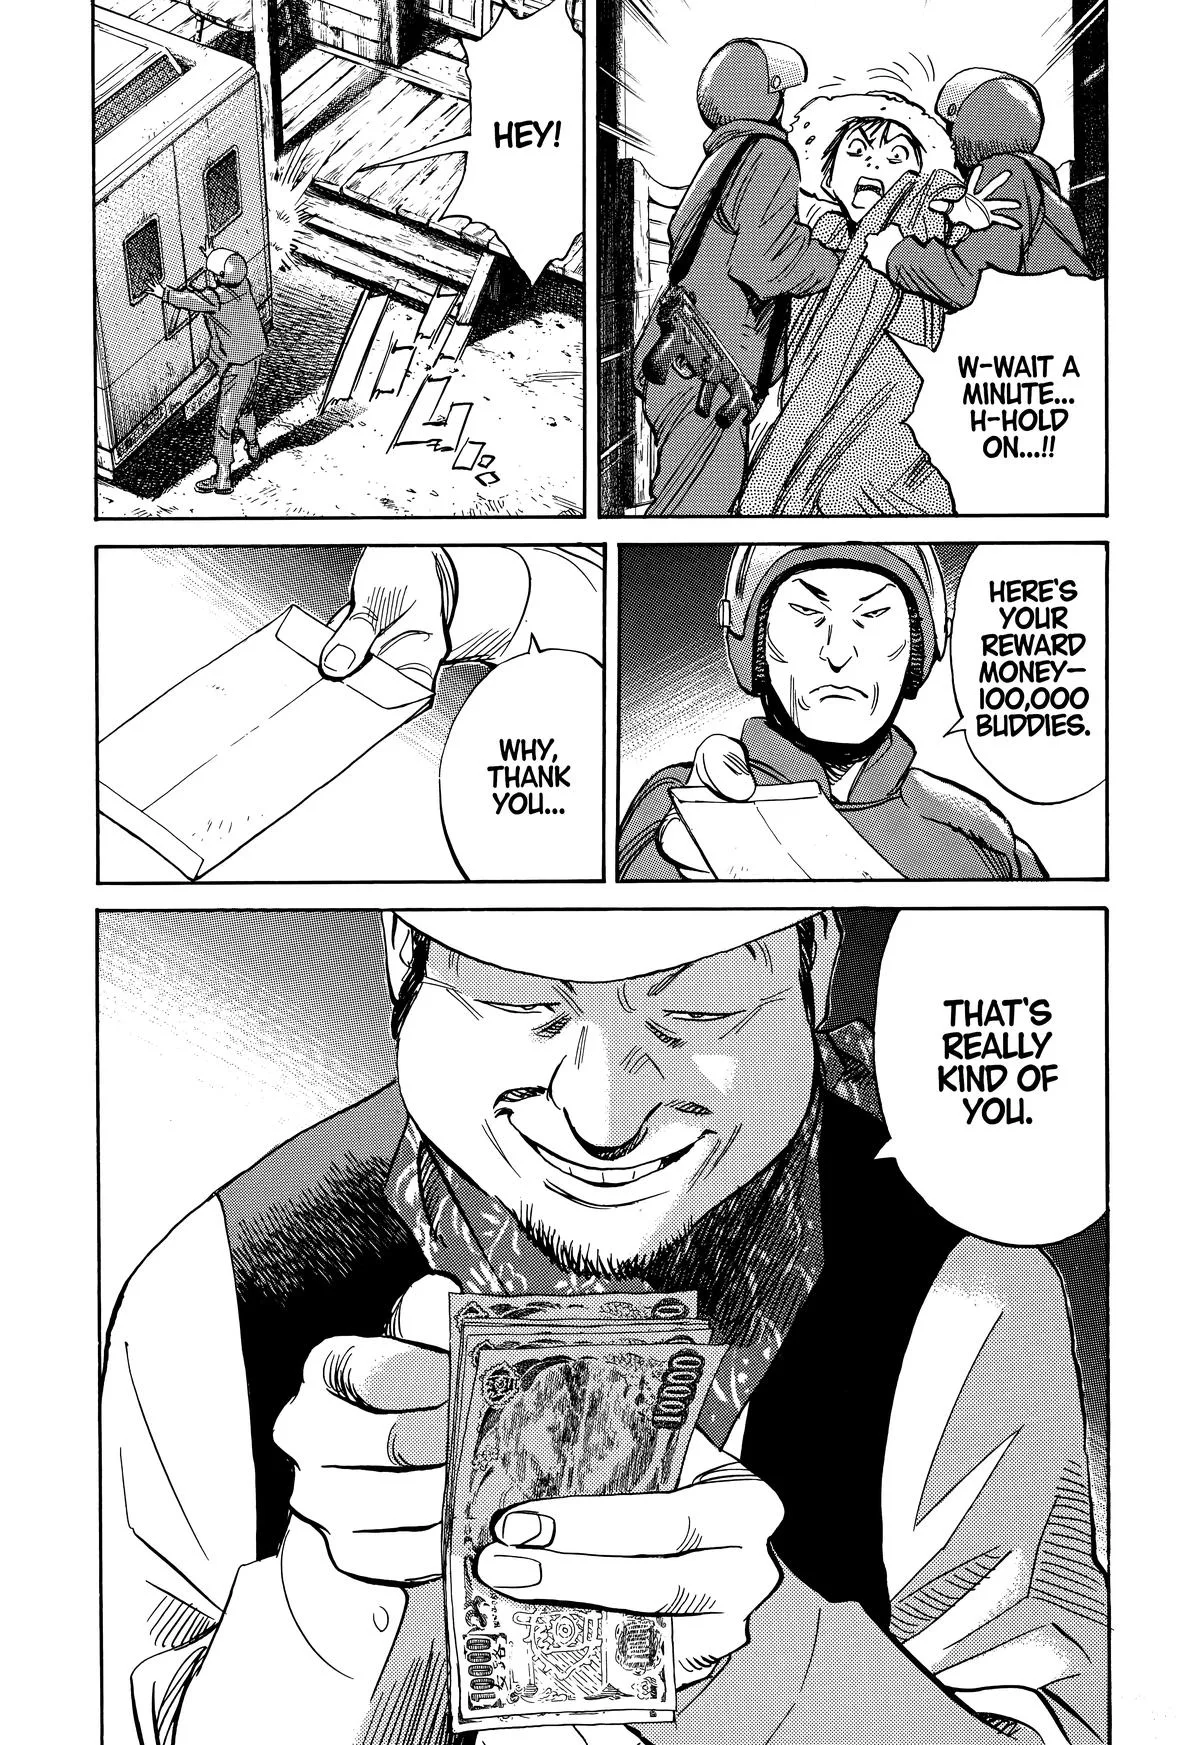 HEY!
W-WAIT A
MINUTE...
H-HOLD
ON...!!
HERE'S
YOUR
REWARD
MONEY–
100,000
BUDDIES.
WHY,
THANK
YOU...
THAT'S
REALLY
KIND OF
YOU.
10000
10000